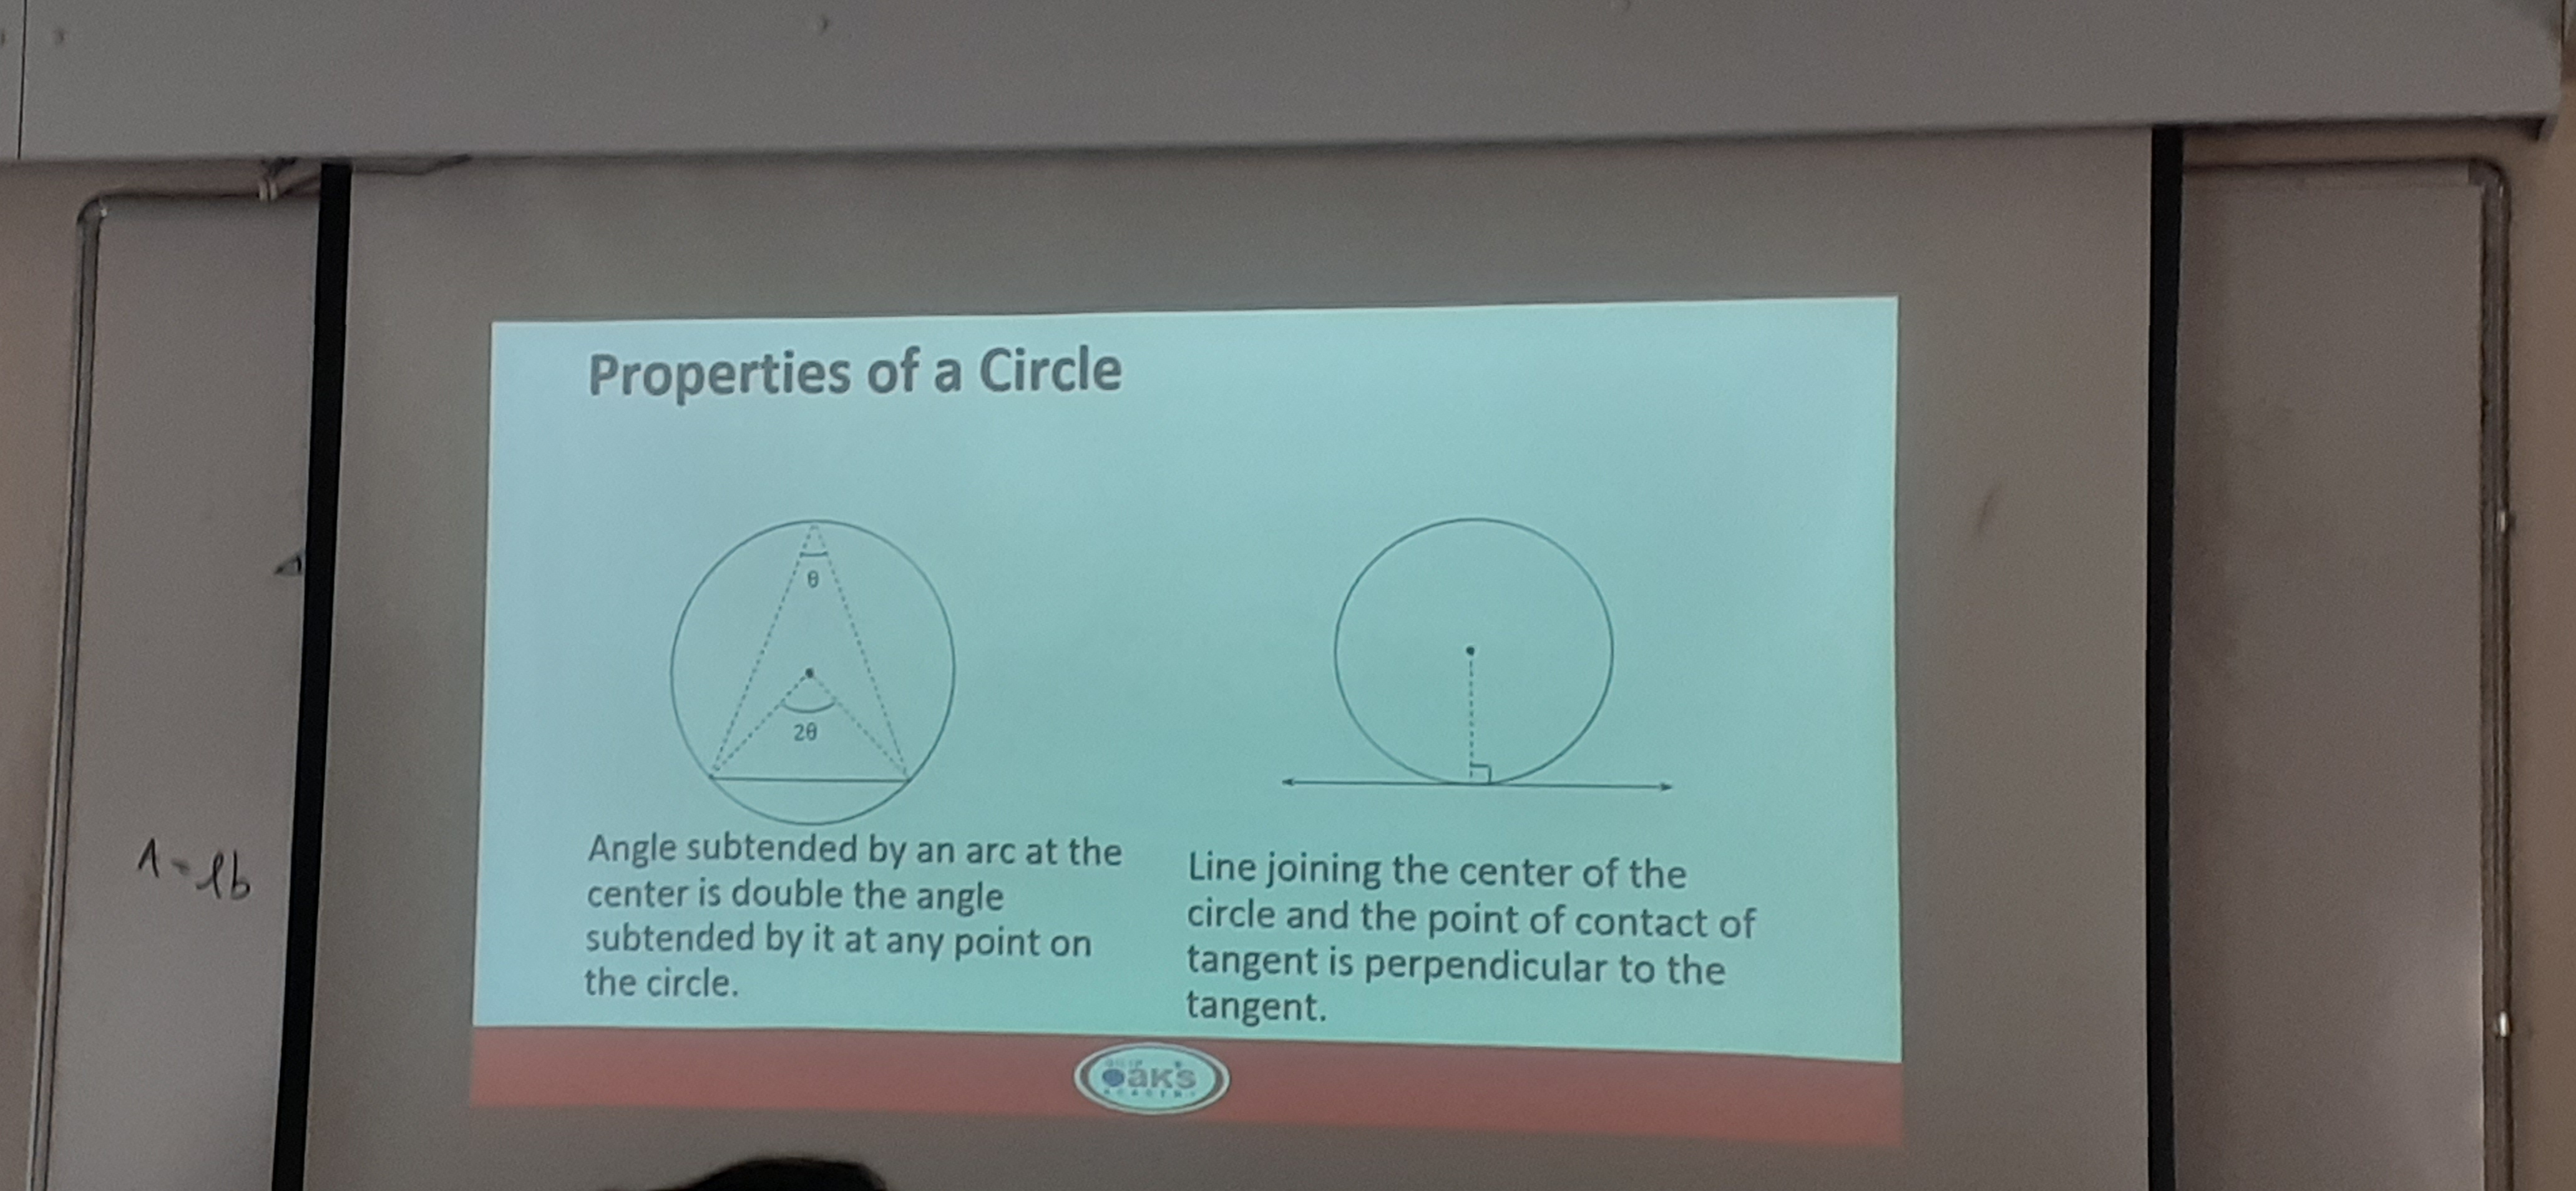 Properties of a Circle
θ
2θ
Angle subtended by an arc at the
center is double the angle
subtended by it at any point on
the circle.
Line joining the center of the
circle and the point of contact of
tangent is perpendicular to the
tangent.
A = lb
oak's